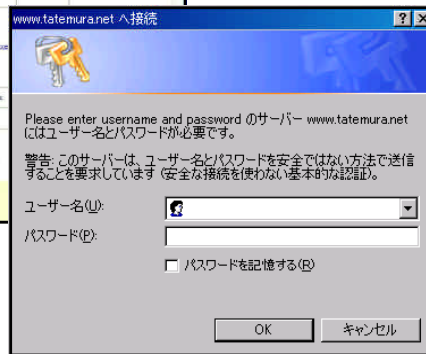 www.tatemura.net へ接続
Please enter username and password のサーバー www.tatemura.net
にはユーザー名とパスワードが必要です。
警告: このサーバーは、ユーザー名とパスワードを安全ではない方法で送信
することを要求しています (安全な接続を使わない基本的な認証)。
ユーザー名(U):
パスワード(P):
パスワードを記憶する(R)
OK キャンセル